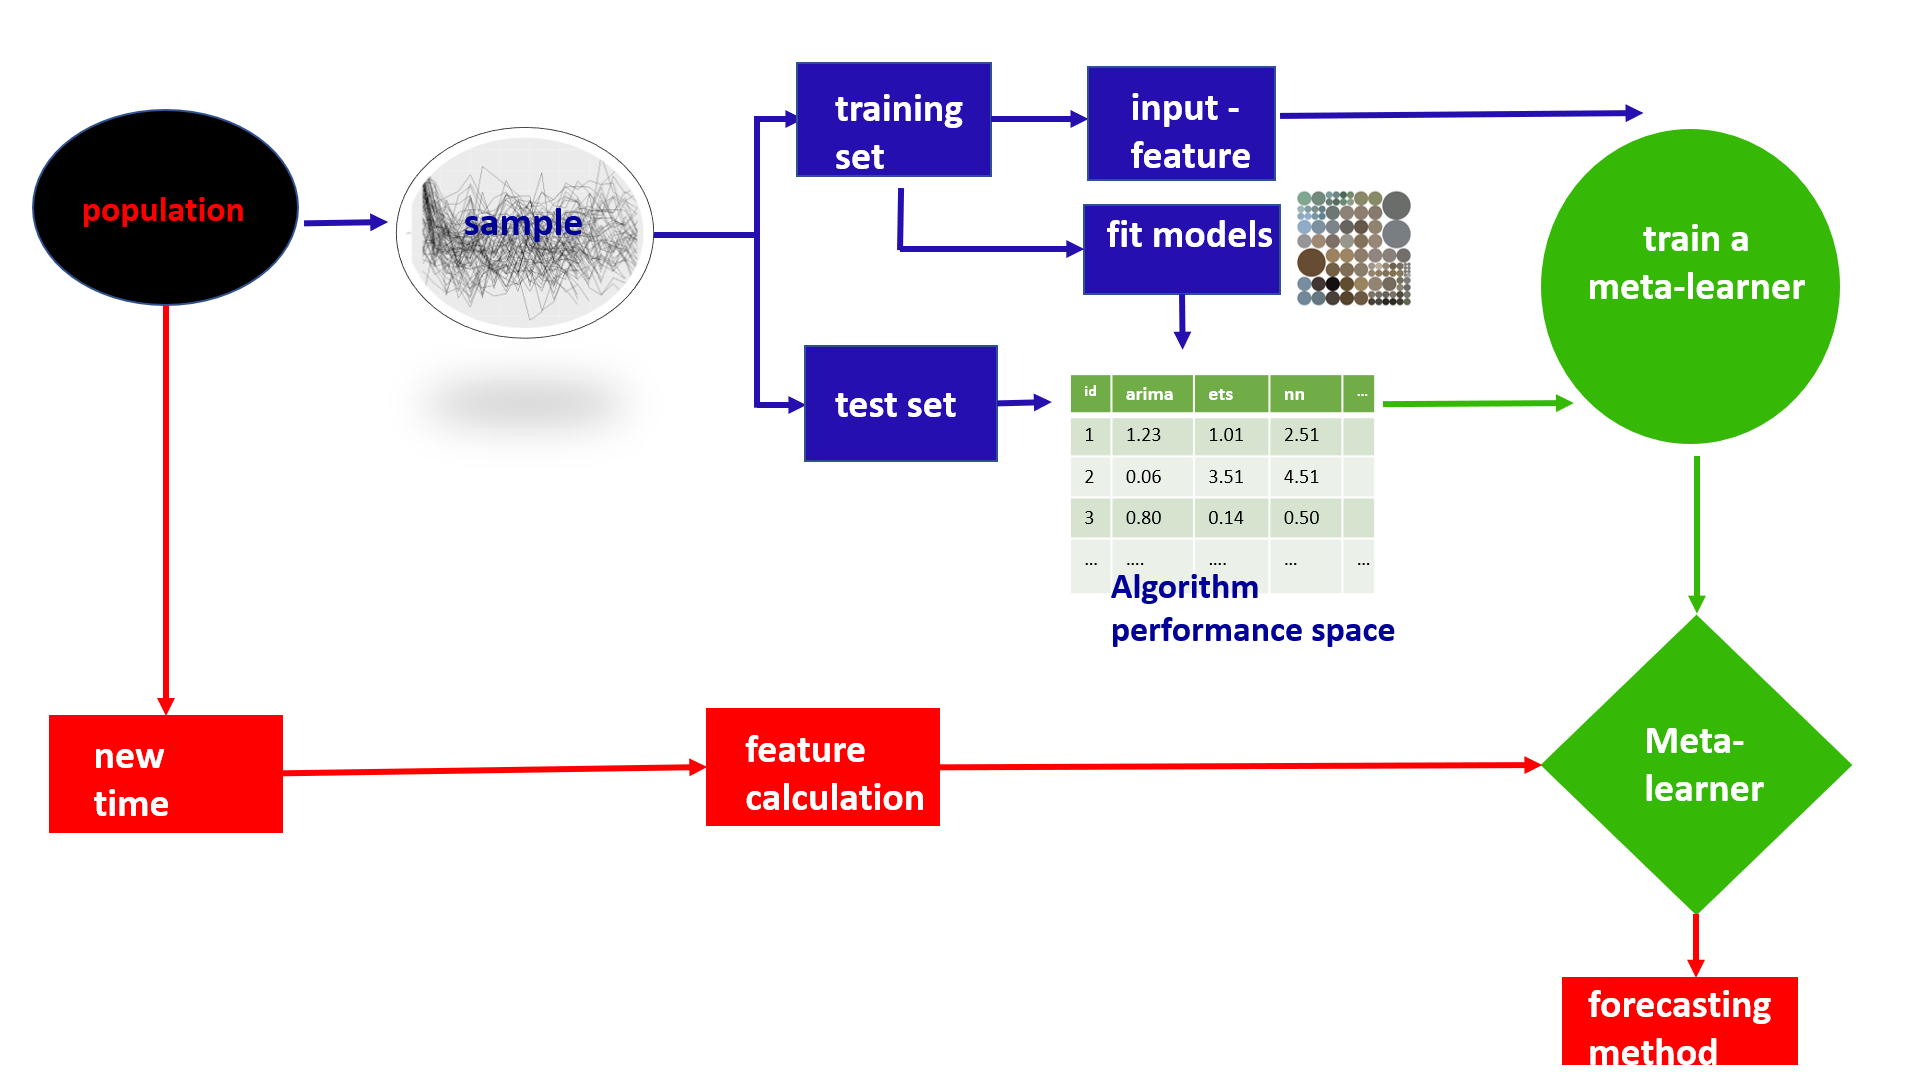 population
sample
training
set
input -
feature
fit models
train a
meta-learner
test set
id arima ets nn ...
1 1.23 1.01 2.51
2 0.06 3.51 4.51
3 0.80 0.14 0.50
... .... .... ... ...
Algorithm
performance space
new
time
feature
calculation
Meta-
learner
forecasting
method